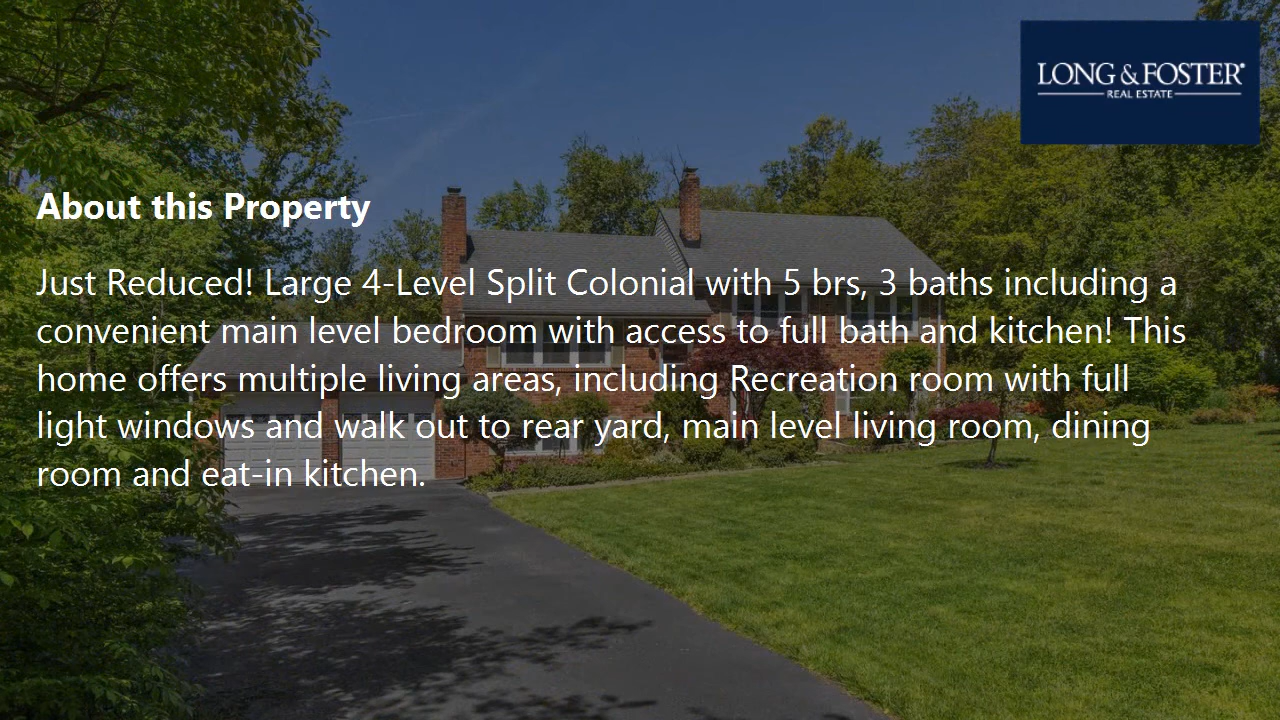 LONG & FOSTER®
REAL ESTATE
About this Property
Just Reduced! Large 4-Level Split Colonial with 5 brs, 3 baths including a
convenient main level bedroom with access to full bath and kitchen! This
home offers multiple living areas, including Recreation room with full
light windows and walk out to rear yard, main level living room, dining
room and eat-in kitchen.